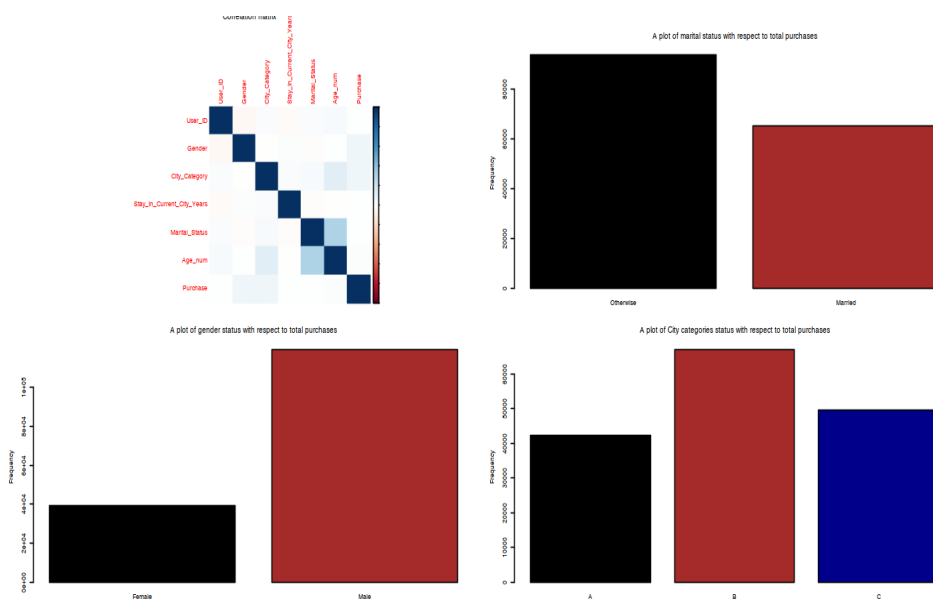 Correlation matrix
User_ID
Gender
City_Category
Stay_In_Current_City_Years
Marital_Status
Age_num
Purchase
User_ID
Gender
City_Category
Stay_In_Current_City_Years
Marital_Status
Age_num
Purchase
A plot of marital status with respect to total purchases
Frequency
80000
60000
40000
20000
0
Otherwise Married
A plot of gender status with respect to total purchases
Frequency
1e+05
8e+04
6e+04
4e+04
2e+04
0e+00
Female Male
A plot of City categories status with respect to total purchases
Frequency
60000
50000
40000
30000
20000
10000
0
A B C